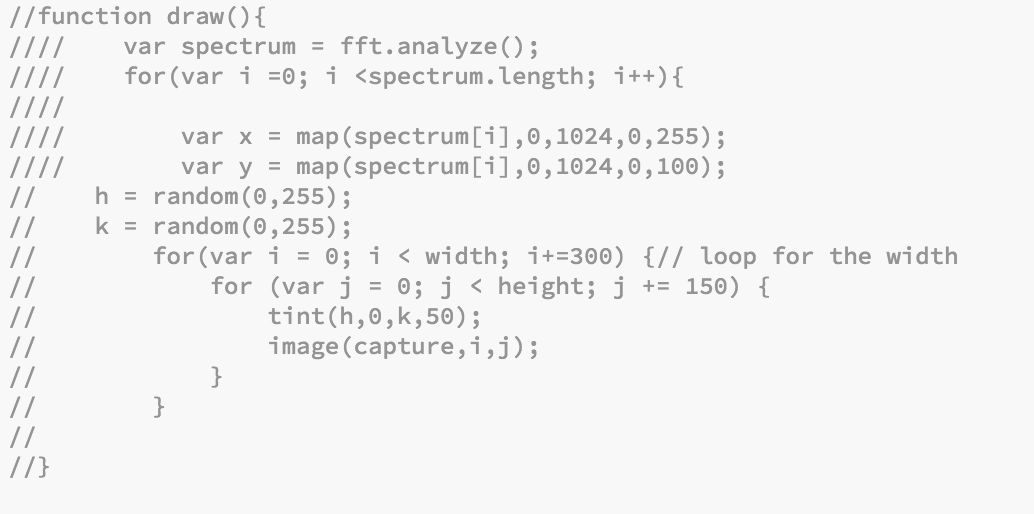 //function draw(){
////    var spectrum = fft.analyze();
////    for(var i =0; i <spectrum.length; i++){
////
////        var x = map(spectrum[i],0,1024,0,255);
////        var y = map(spectrum[i],0,1024,0,100);
//    h = random(0,255);
//    k = random(0,255);
//        for(var i = 0; i < width; i+=300) {// loop for the width
//            for (var j = 0; j < height; j += 150) {
//                tint(h,0,k,50);
//                image(capture,i,j);
//            }
//        }
//
//}